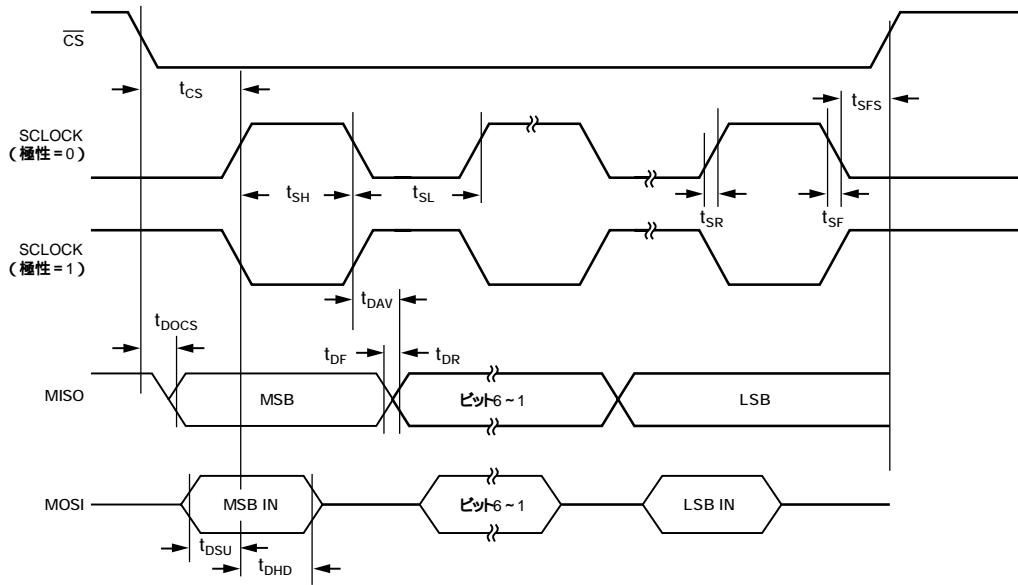 CS
tCS
tSFS
SCLOCK
(極性=0)
tSH
tSL
tSR
tSF
SCLOCK
(極性=1)
tDAV
tDOCS
tDF
tDR
MISO
MSB
ビット6~1
LSB
MOSI
MSB IN
ビット6~1
LSB IN
tDSU
tDHD